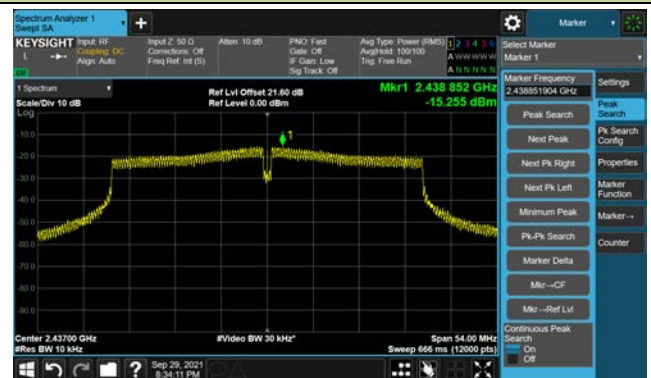 Spectrum Analyzer 1
Swept SA
+
Marker
KEYSIGHT
L
Input: RF
Coupling: DC
Align: Auto
Input Z: 50 Ω
Corrections: Off
Freq Ref: Int (S)
Atten: 10 dB
PNO: Fast
Gate: Off
IF Gain: Low
Sig Track: Off
Avg Type: Power (RMS)
Avg|Hold: 100/100
Trig: Free Run
1 2 3 4 5 6
A W W W W W
A N N N N N
Select Marker
Marker 1
1 Spectrum
Scale/Div 10 dB
Log
Ref Lvl Offset 21.60 dB
Ref Level 0.00 dBm
Mkr1 2.438 852 GHz
-15.255 dBm
1
-10.0
-20.0
-30.0
-40.0
-50.0
-60.0
-70.0
-80.0
-90.0
Center 2.43700 GHz
#Res BW 10 kHz
#Video BW 30 kHz*
Span 54.00 MHz
Sweep 666 ms (12000 pts)
Marker Frequency
2.438851904 GHz
Peak Search
Next Peak
Next Pk Right
Next Pk Left
Minimum Peak
Pk-Pk Search
Marker Delta
Mkr→CF
Mkr→Ref Lvl
Continuous Peak
Search
On
Off
Settings
Peak
Search
Pk Search
Config
Properties
Marker
Function
Marker→
Counter
?
Sep 29, 2021
8:34:11 PM